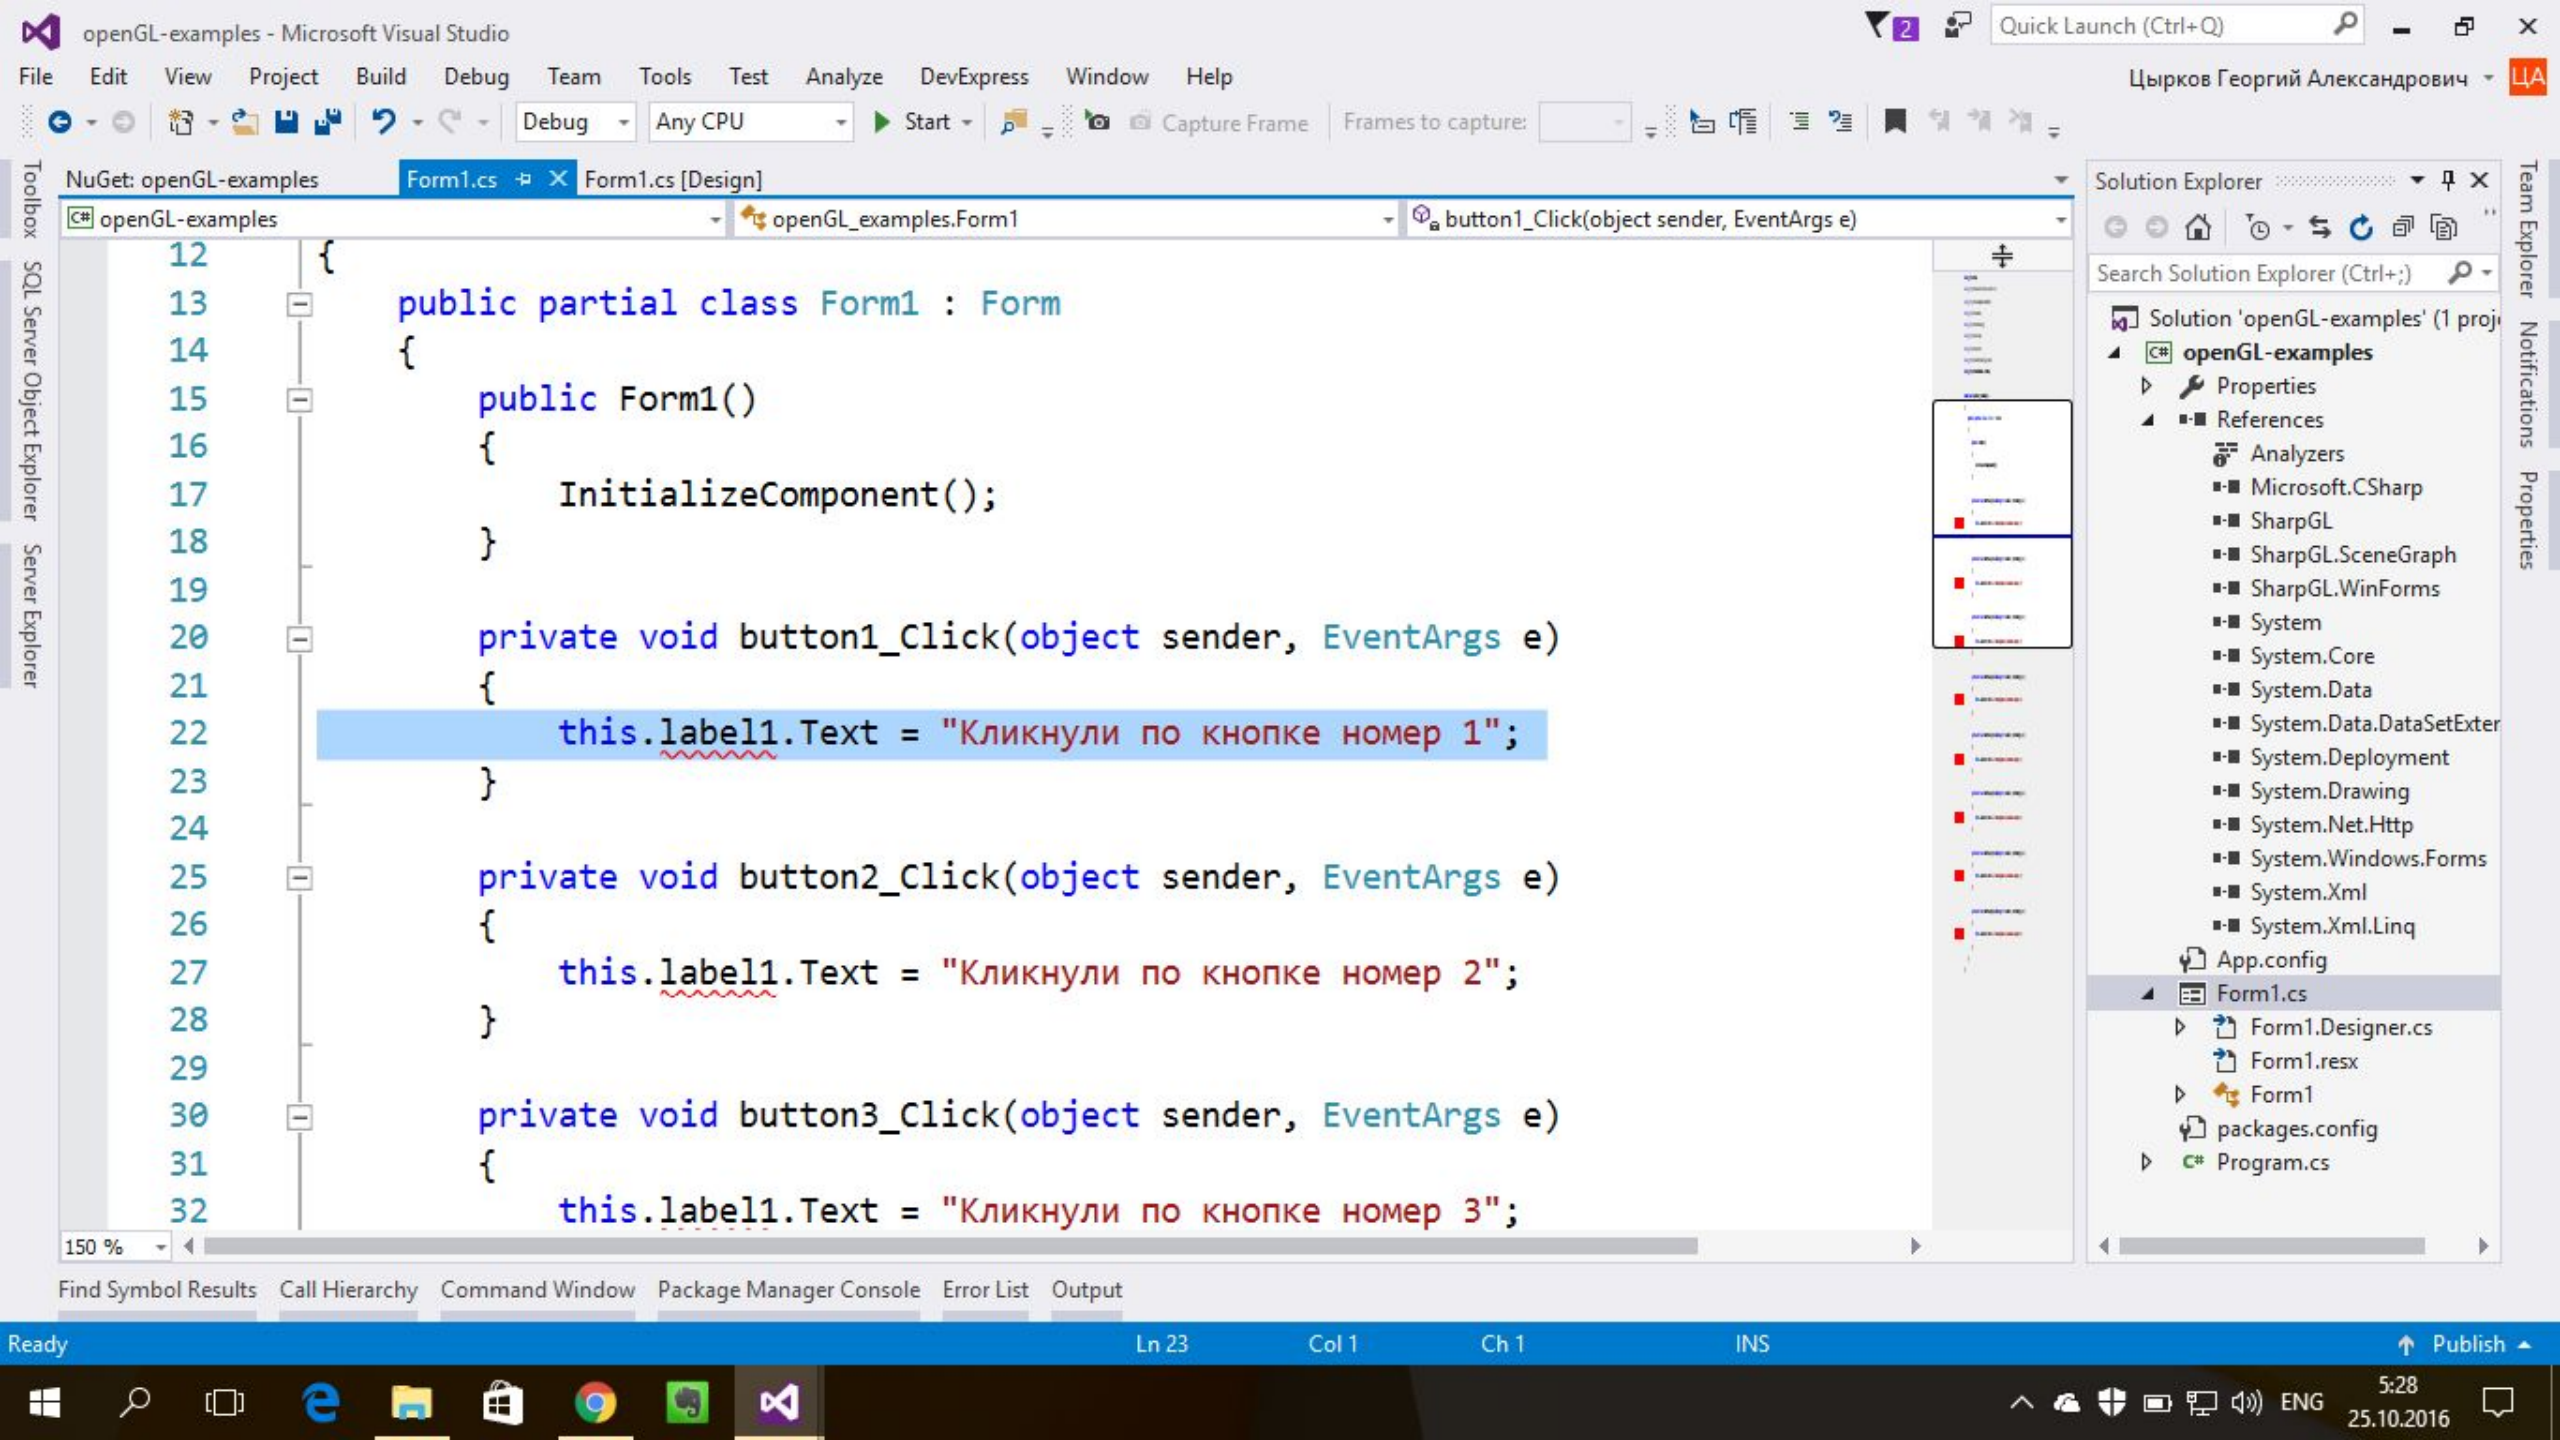 openGL-examples - Microsoft Visual Studio
2
Quick Launch (Ctrl+Q)
File Edit View Project Build Debug Team Tools Test Analyze DevExpress Window Help
Цырков Георгий Александрович ЦА
Debug Any CPU Start Capture Frame Frames to capture:
Toolbox
SQL Server Object Explorer
Server Explorer
NuGet: openGL-examples Form1.cs Form1.cs [Design]
C# openGL-examples openGL_examples.Form1 button1_Click(object sender, EventArgs e)
12 {
13 public partial class Form1 : Form
14 {
15 public Form1()
16 {
17 InitializeComponent();
18 }
19
20 private void button1_Click(object sender, EventArgs e)
21 {
22 this.label1.Text = "Кликнули по кнопке номер 1";
23 }
24
25 private void button2_Click(object sender, EventArgs e)
26 {
27 this.label1.Text = "Кликнули по кнопке номер 2";
28 }
29
30 private void button3_Click(object sender, EventArgs e)
31 {
32 this.label1.Text = "Кликнули по кнопке номер 3";
150 %
Solution Explorer
Search Solution Explorer (Ctrl+;)
Solution 'openGL-examples' (1 proj
C# openGL-examples
Properties
References
Analyzers
Microsoft.CSharp
SharpGL
SharpGL.SceneGraph
SharpGL.WinForms
System
System.Core
System.Data
System.Data.DataSetExter
System.Deployment
System.Drawing
System.Net.Http
System.Windows.Forms
System.Xml
System.Xml.Linq
App.config
Form1.cs
Form1.Designer.cs
Form1.resx
Form1
packages.config
C# Program.cs
Team Explorer
Notifications
Properties
Find Symbol Results Call Hierarchy Command Window Package Manager Console Error List Output
Ready Ln 23 Col 1 Ch 1 INS Publish
ENG
5:28
25.10.2016